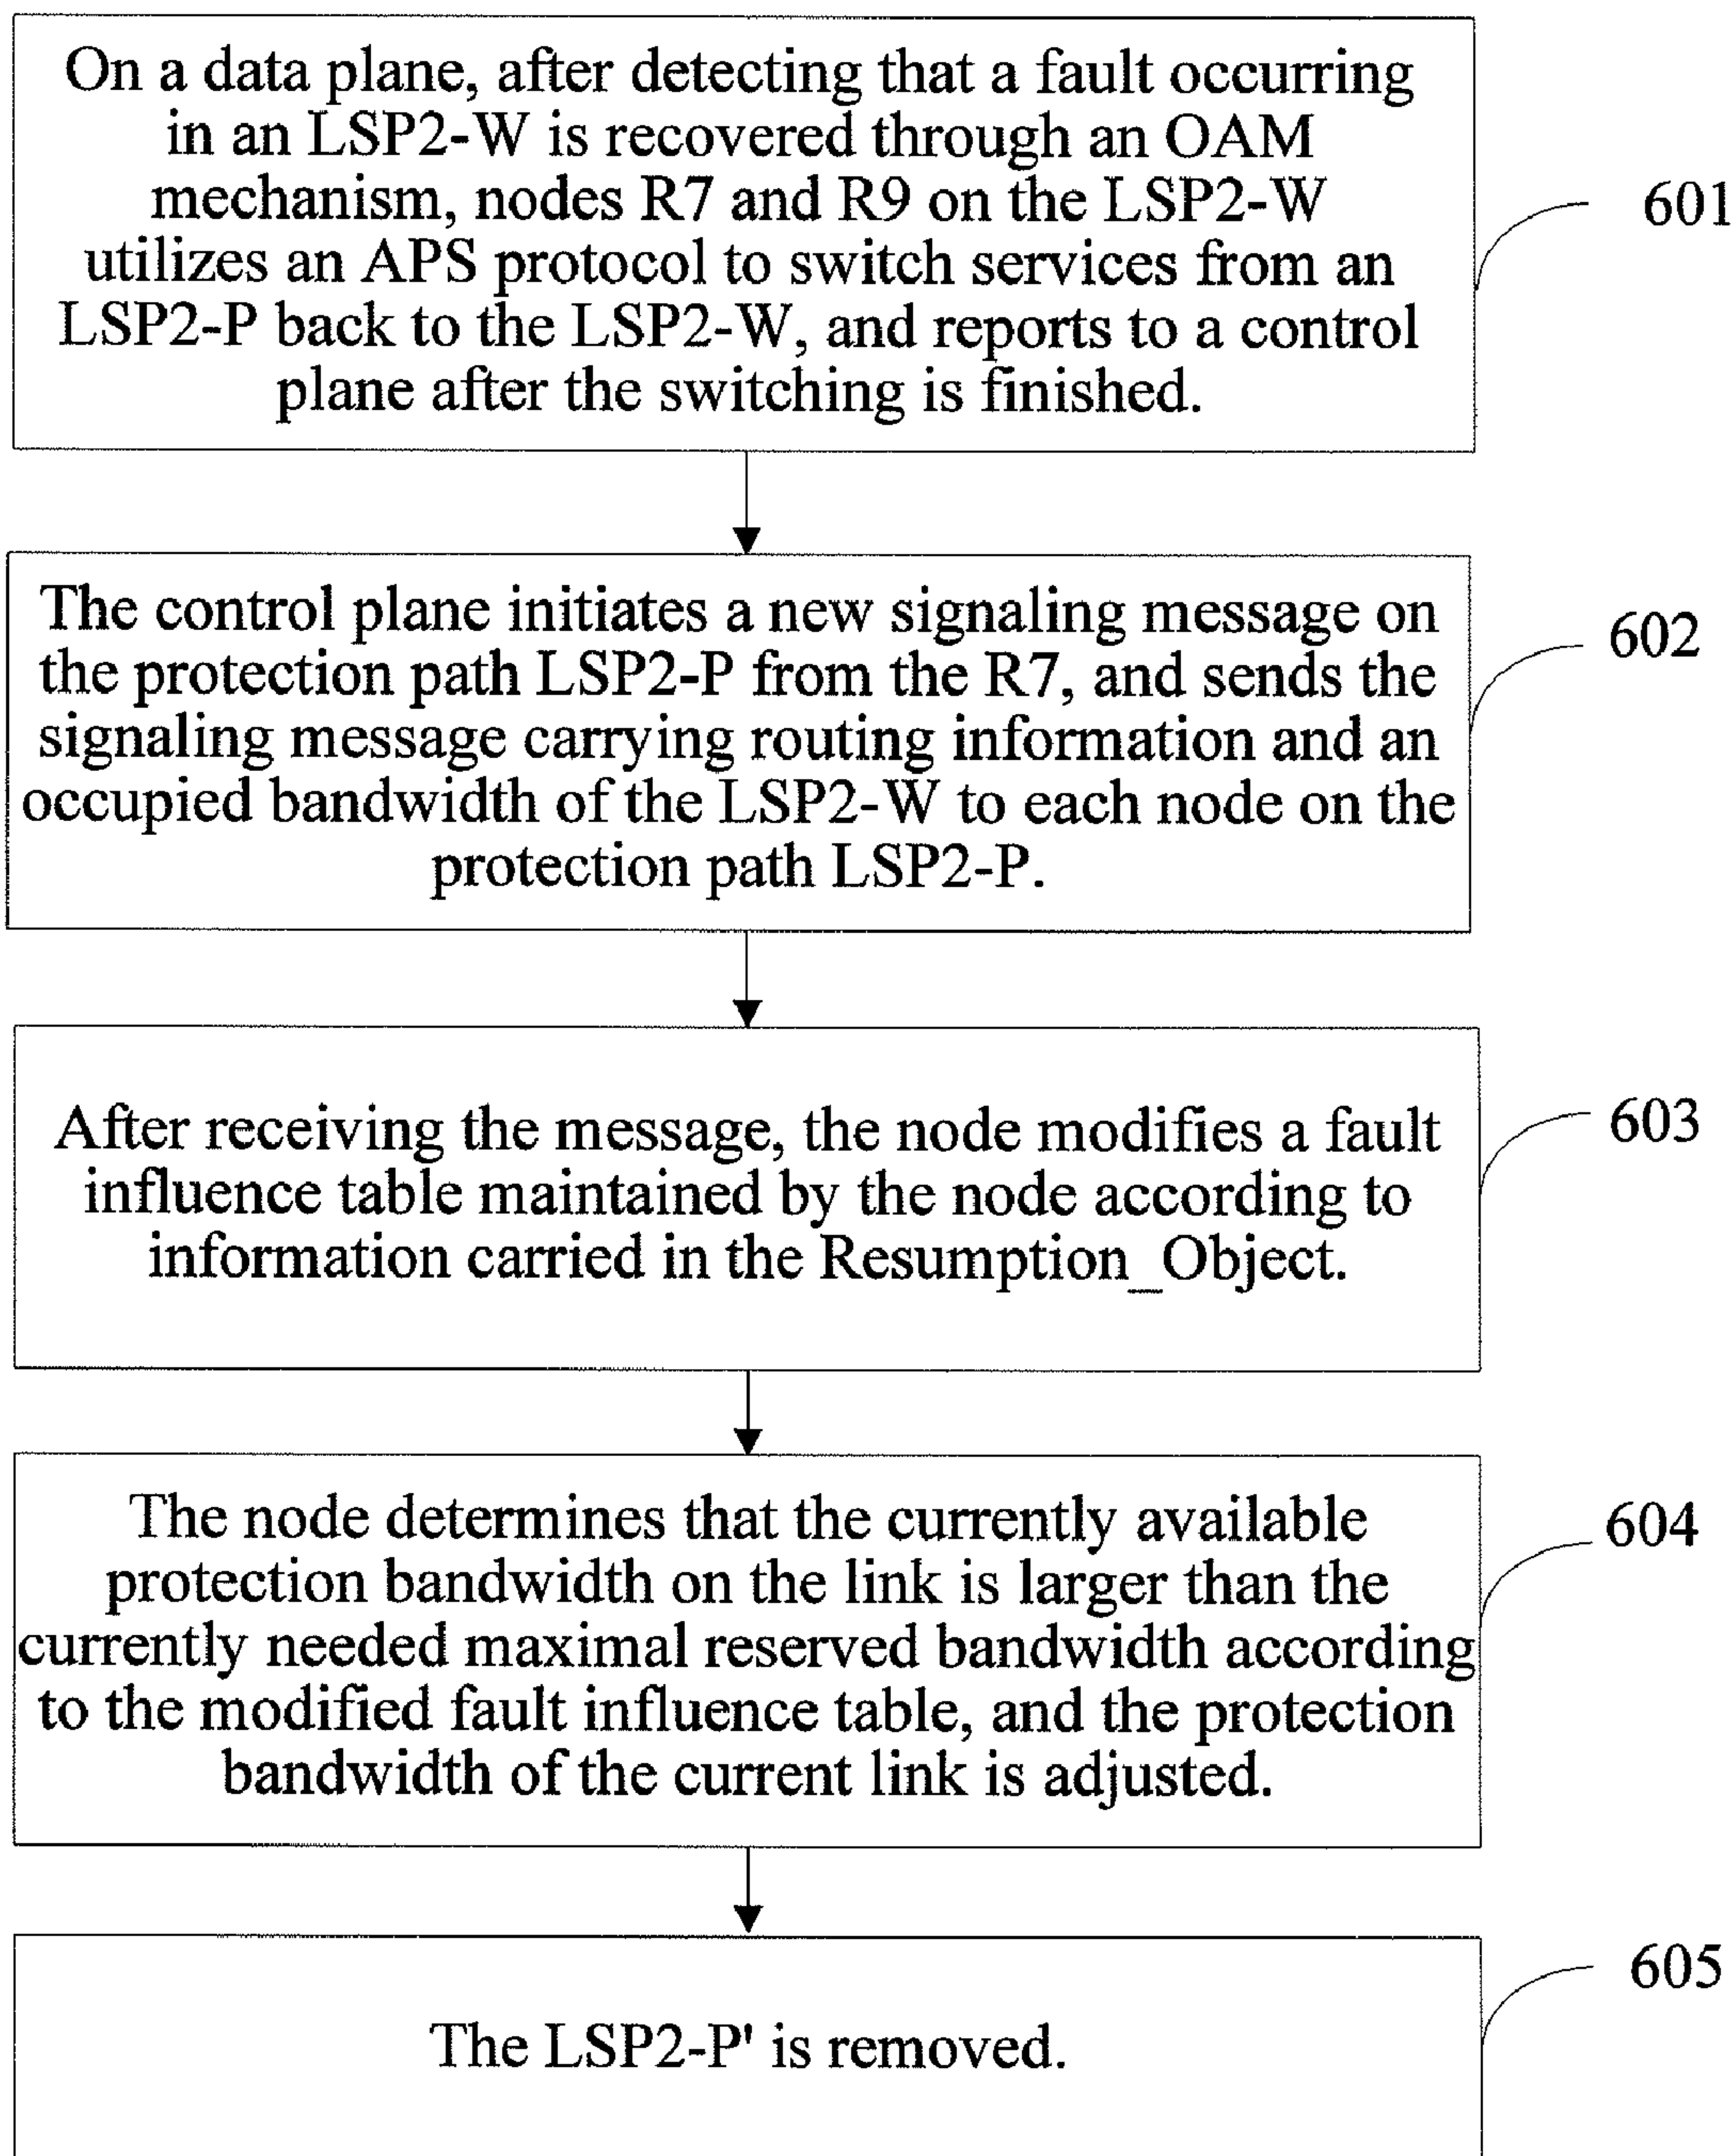 On a data plane, after detecting that a fault occurring
in an LSP2-W is recovered through an OAM
mechanism, nodes R7 and R9 on the LSP2-W
utilizes an APS protocol to switch services from an
LSP2-P back to the LSP2-W, and reports to a control
plane after the switching is finished.
601
The control plane initiates a new signaling message on
the protection path LSP2-P from the R7, and sends the
signaling message carrying routing information and an
occupied bandwidth of the LSP2-W to each node on the
protection path LSP2-P.
602
After receiving the message, the node modifies a fault
influence table maintained by the node according to
information carried in the Resumption_Object.
603
The node determines that the currently available
protection bandwidth on the link is larger than the
currently needed maximal reserved bandwidth according
to the modified fault influence table, and the protection
bandwidth of the current link is adjusted.
604
The LSP2-P' is removed.
605